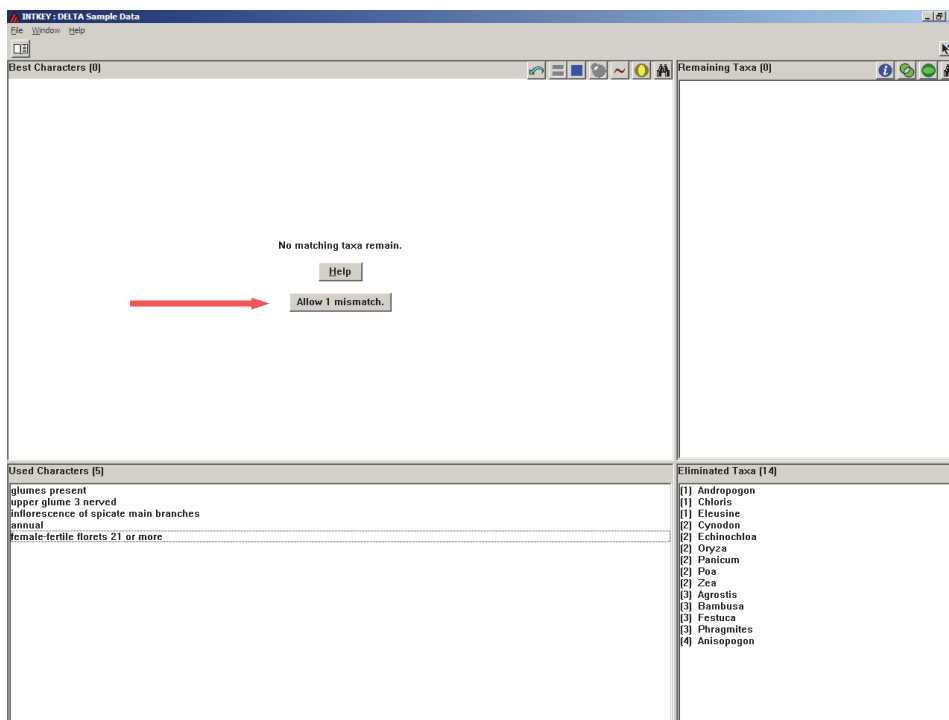 INTKEY : DELTA Sample Data
File Window Help
Best Characters (0)
Remaining Taxa (0)
No matching taxa remain.
Help
Allow 1 mismatch.
Used Characters (5)
glumes present
upper glume 3 nerved
inflorescence of spicate main branches
annual
female-fertile florets 21 or more
Eliminated Taxa (14)
(1) Andropogon
(1) Chloris
(1) Eleusine
(2) Cynodon
(2) Echinochloa
(2) Oryza
(2) Panicum
(2) Poa
(2) Zea
(3) Agrostis
(3) Bambusa
(3) Festuca
(3) Phragmites
(4) Anisopogon